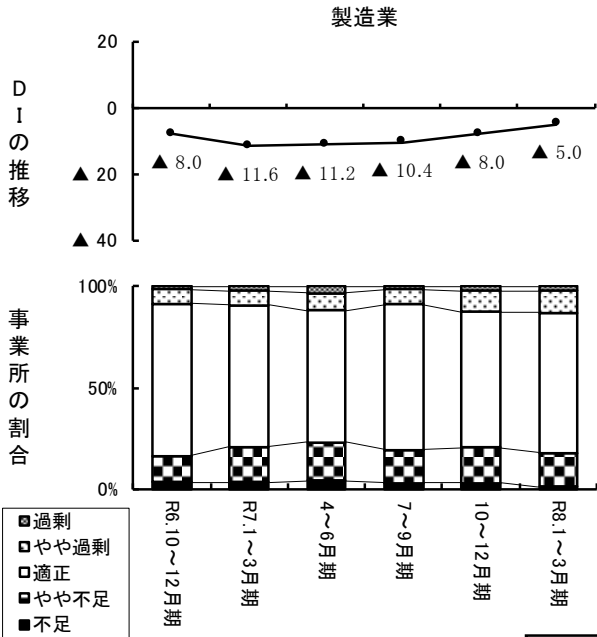 製造業
DIの推移
20
0
▲ 20
▲ 40
▲ 8.0
▲ 11.6
▲ 11.2
▲ 10.4
▲ 8.0
▲ 5.0
事業所の割合
100%
50%
0%
R6.10～12月期
R7.1～3月期
4～6月期
7～9月期
10～12月期
R8.1～3月期
過剰
やや過剰
適正
やや不足
不足